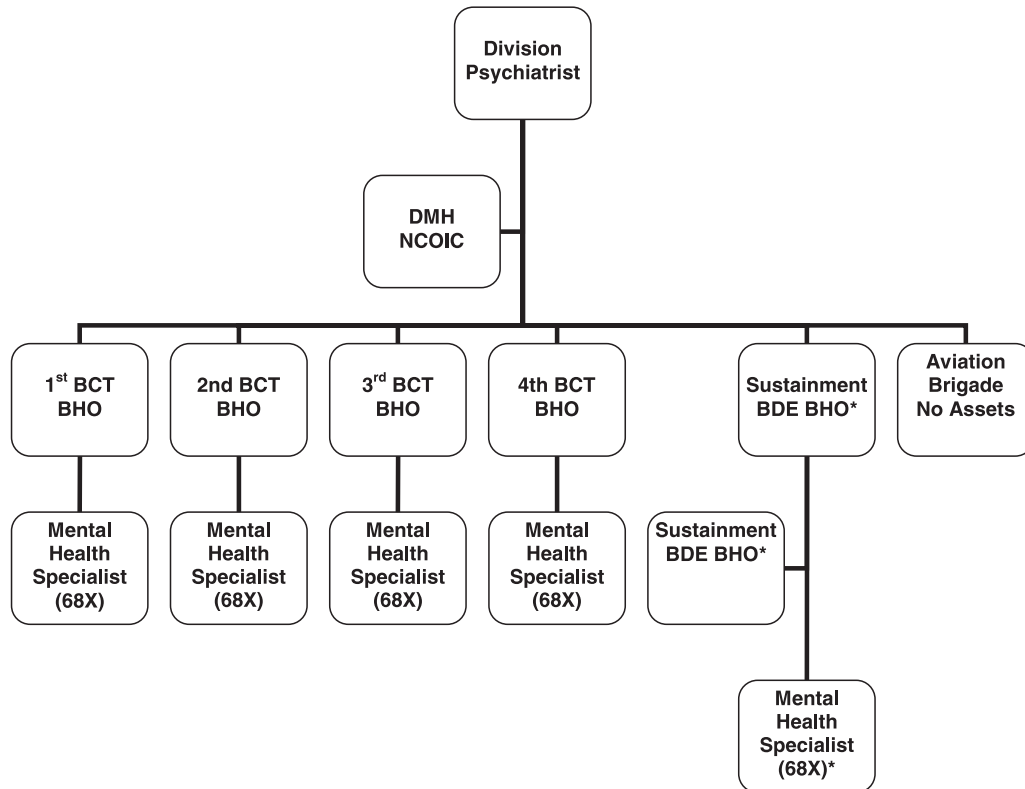 Division
Psychiatrist
DMH
NCOIC
1st BCT
BHO
2nd BCT
BHO
3rd BCT
BHO
4th BCT
BHO
Sustainment
BDE BHO*
Aviation
Brigade
No Assets
Mental
Health
Specialist
(68X)
Mental
Health
Specialist
(68X)
Mental
Health
Specialist
(68X)
Mental
Health
Specialist
(68X)
Sustainment
BDE BHO*
Mental
Health
Specialist
(68X)*